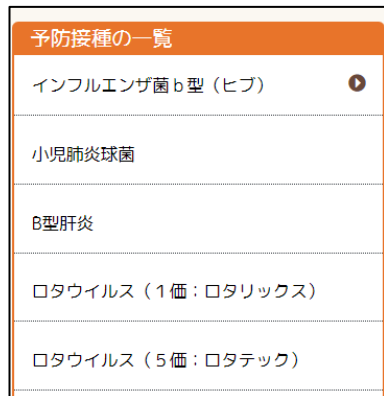 予防接種の一覧
インフルエンザ菌ｂ型（ヒブ）
小児肺炎球菌
B型肝炎
ロタウイルス（１価；ロタリックス）
ロタウイルス（５価；ロタテック）